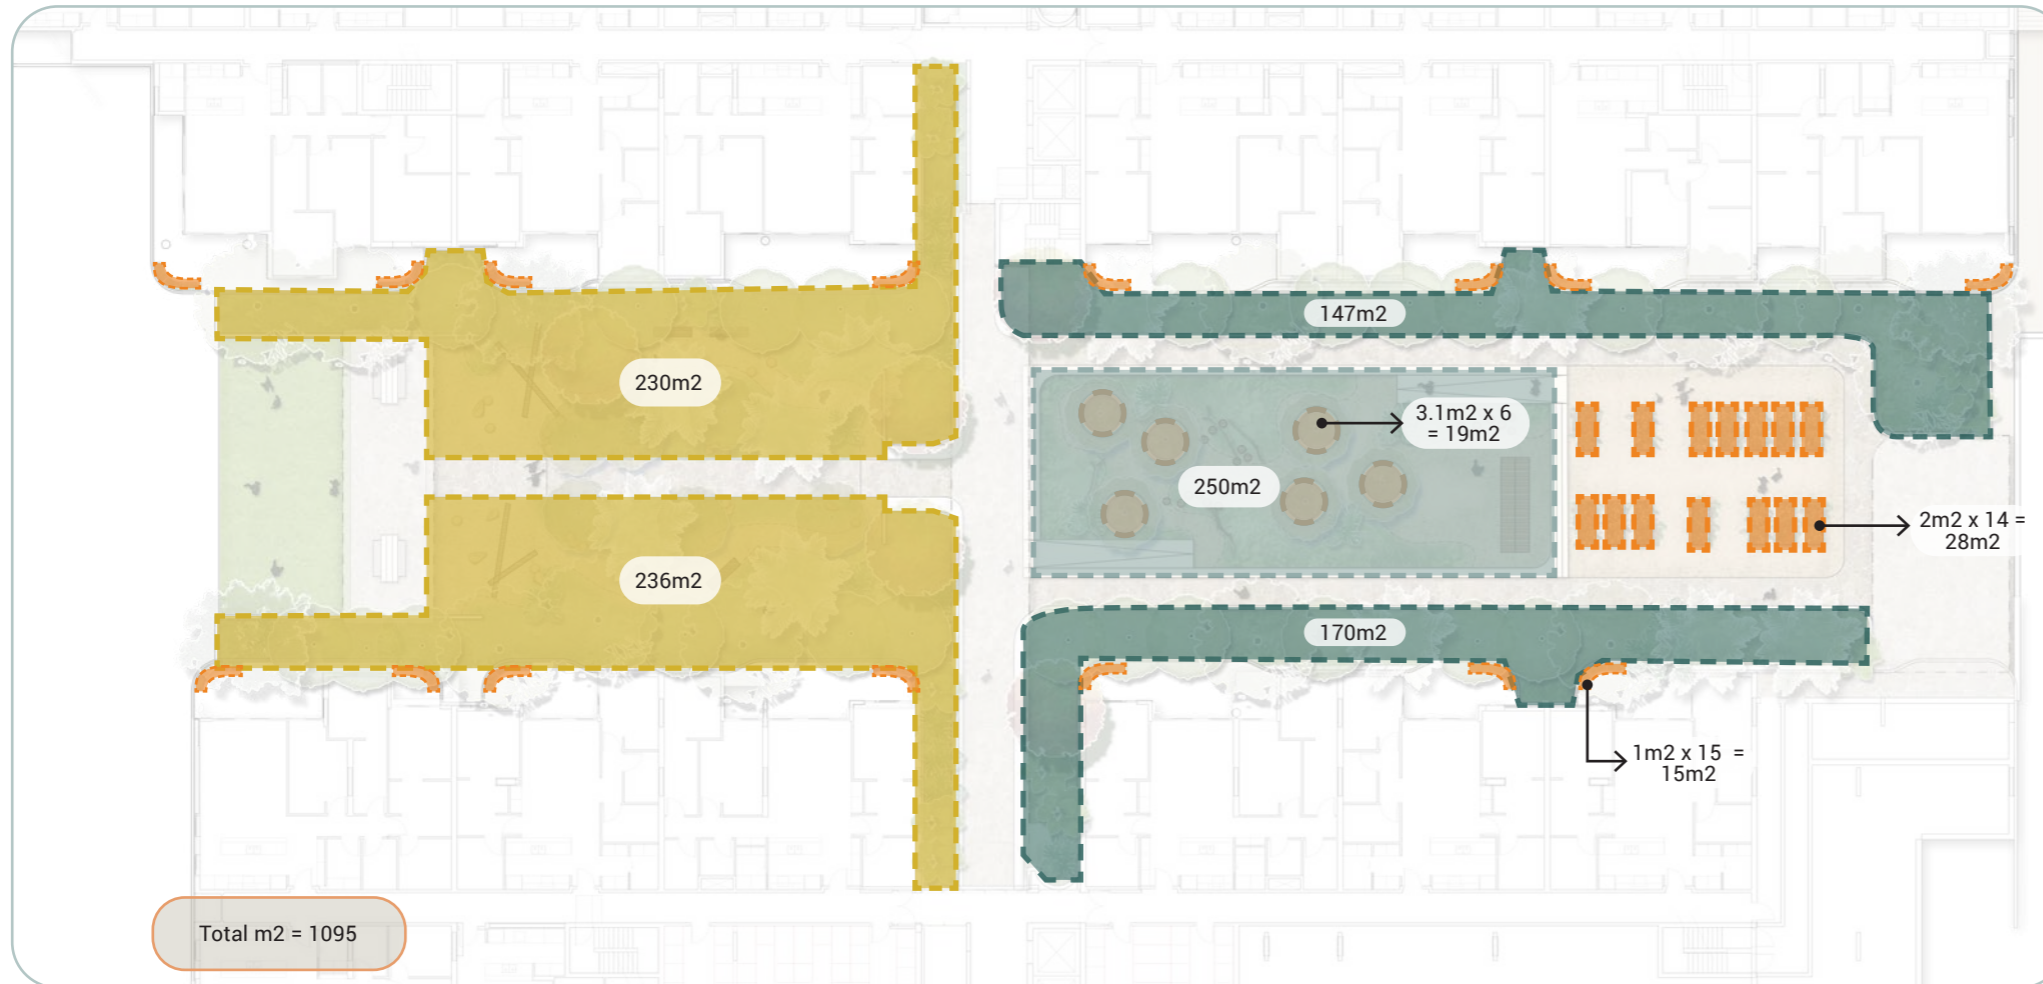 147m2
230m2
3.1m2 x 6
= 19m2
250m2
2m2 x 14 =
28m2
236m2
170m2
1m2 x 15 =
15m2
Total m2 = 1095